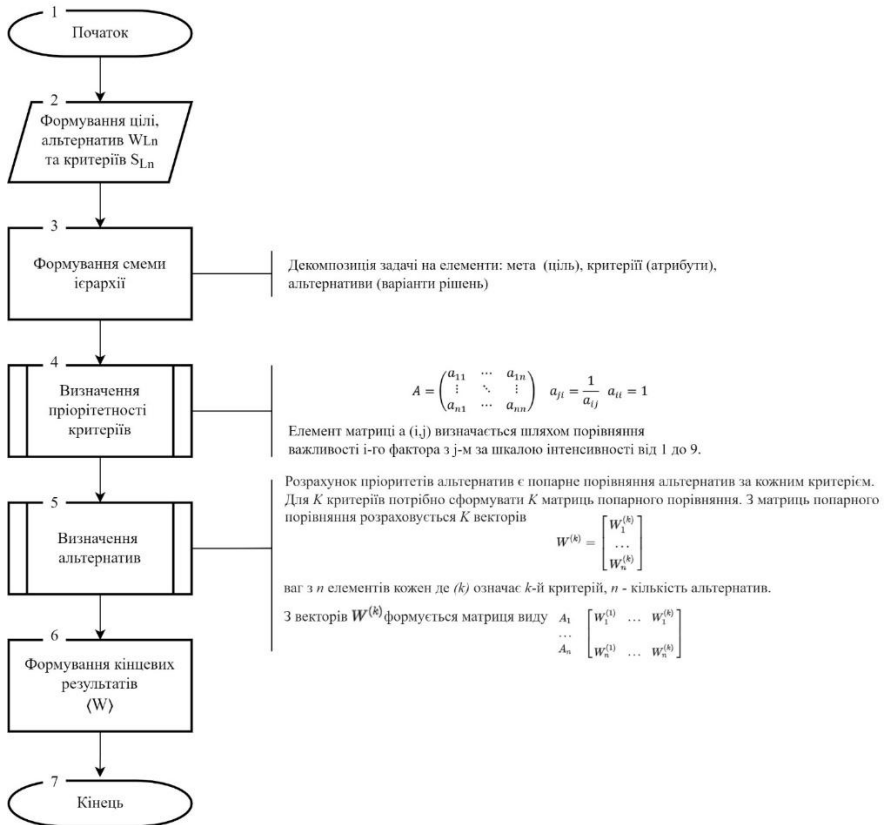 1
Початок
2
Формування цілі,
альтернатив WLn
та критеріїв SLn
3
Формування смеми
ієрархії
Декомпозиція задачі на елементи: мета (ціль), критеріїї (атрибути),
альтернативи (варіанти рішень)
4
Визначення
пріорітетності
критеріїв
A = (a₁₁ ⋯ a₁ₙ
⋮ ⋱ ⋮
aₙ₁ ⋯ aₙₙ) aⱼᵢ = 1/aᵢⱼ aᵢᵢ = 1
Елемент матриці a (i,j) визначається шляхом порівняння
важливості і-го фактора з j-м за шкалою інтенсивності від 1 до 9.
5
Визначення
альтернатив
Розрахунок пріоритетів альтернатив є попарне порівняння альтернатив за кожним критерієм.
Для K критеріїв потрібно сформувати K матриць попарного порівняння. З матриць попарного
порівняння розраховується K векторів
W^(k) = [W₁^(k)
…
Wₙ^(k)]
ваг з n елементів кожен де (k) означає k-й критерій, n - кількість альтернатив.
З векторів W^(k) формується матриця виду
A₁ [W₁^(1) … W₁^(k)
…
Aₙ Wₙ^(1) … Wₙ^(k)]
6
Формування кінцевих
результатів
⟨W⟩
7
Кінець